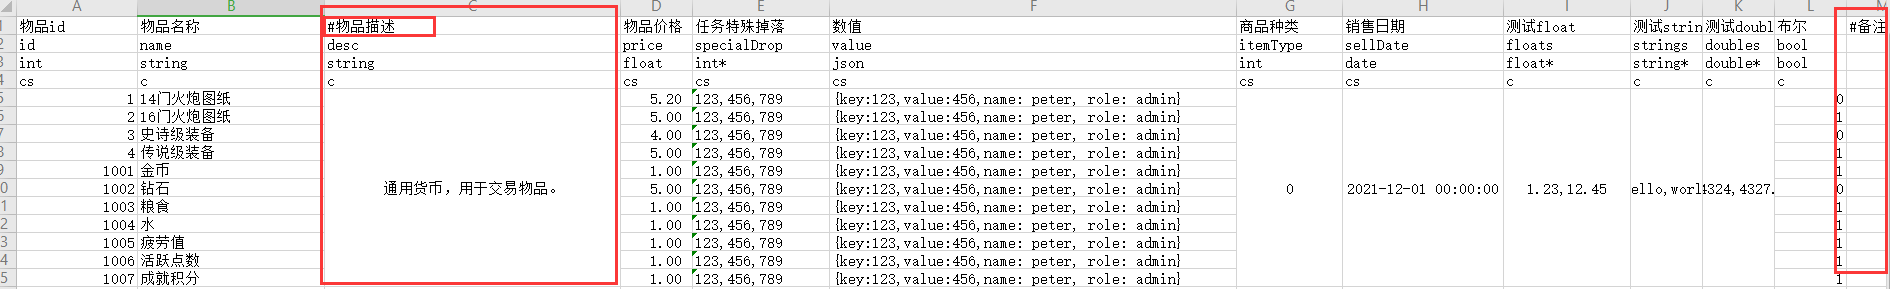 A B C D E F G H I J K L M
1 物品id 物品名称 #物品描述 物品价格 任务特殊掉落 数值 商品种类 销售日期 测试float 测试strin 测试doubl 布尔 #备注
2 id name desc price specialDrop value itemType sellDate floats strings doubles bool
3 int string string float int* json int date float* string* double* bool
4 cs c c cs cs cs cs cs c c c c
5 1 14门火炮图纸 5.20 123,456,789 {key:123,value:456,name: peter, role: admin} 0
6 2 16门火炮图纸 5.00 123,456,789 {key:123,value:456,name: peter, role: admin} 1
7 3 史诗级装备 4.00 123,456,789 {key:123,value:456,name: peter, role: admin} 0
8 4 传说级装备 5.00 123,456,789 {key:123,value:456,name: peter, role: admin} 1
9 1001 金币 1.00 123,456,789 {key:123,value:456,name: peter, role: admin} 1
0 1002 钻石 通用货币，用于交易物品。 5.00 123,456,789 {key:123,value:456,name: peter, role: admin} 0 2021-12-01 00:00:00 1.23,12.45 ello,worl 4324,4327. 0
1 1003 粮食 1.00 123,456,789 {key:123,value:456,name: peter, role: admin} 1
2 1004 水 1.00 123,456,789 {key:123,value:456,name: peter, role: admin} 1
3 1005 疲劳值 1.00 123,456,789 {key:123,value:456,name: peter, role: admin} 1
4 1006 活跃点数 1.00 123,456,789 {key:123,value:456,name: peter, role: admin} 1
5 1007 成就积分 1.00 123,456,789 {key:123,value:456,name: peter, role: admin} 1